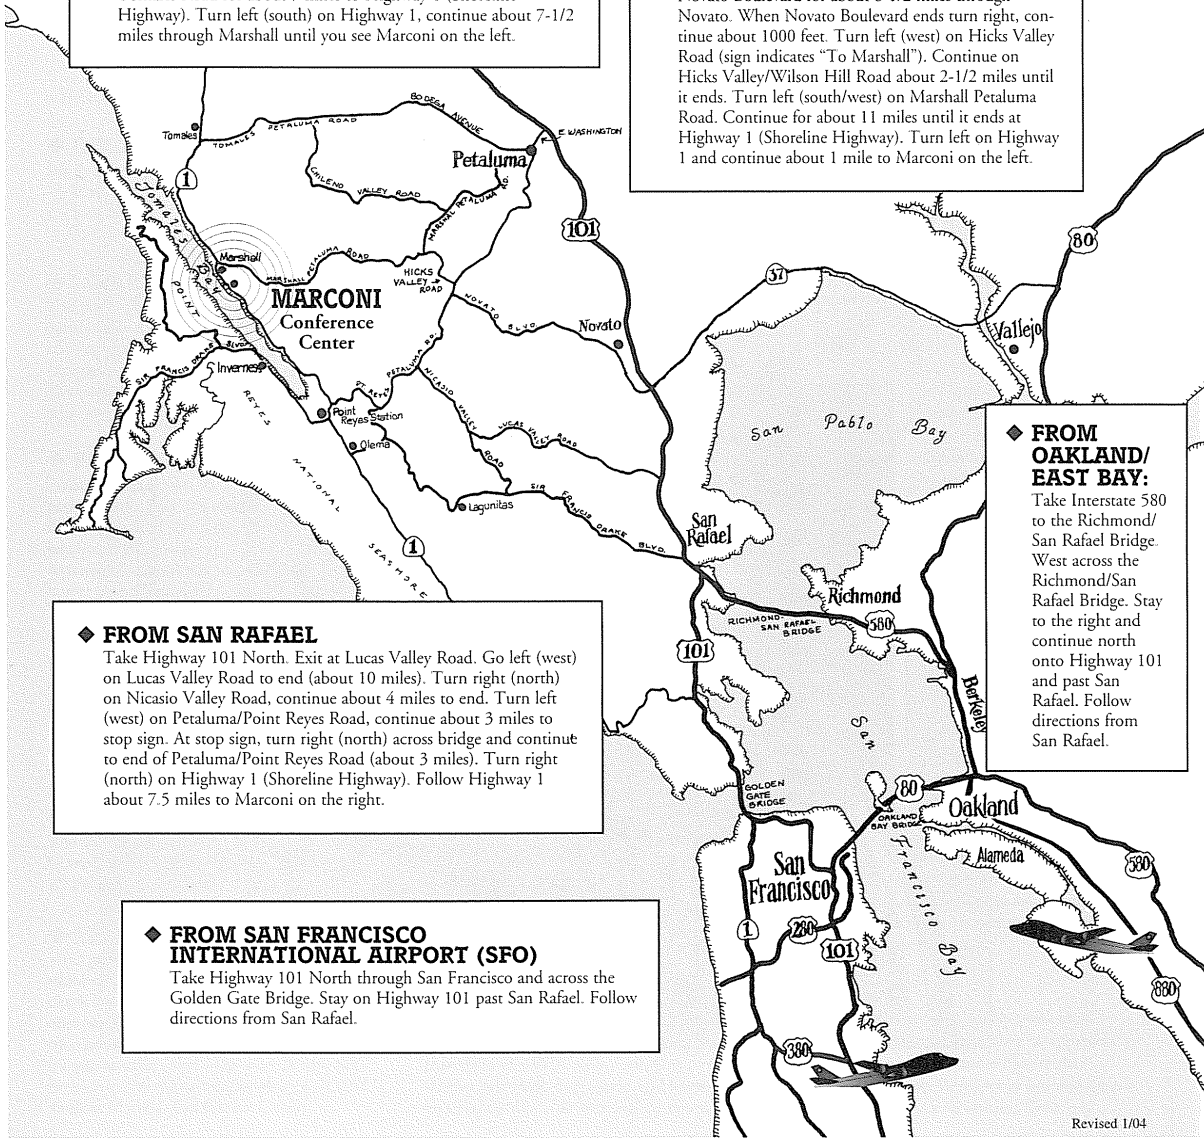 Highway). Turn left (south) on Highway 1, continue about 7-1/2
miles through Marshall until you see Marconi on the left.
Novato. When Novato Boulevard ends turn right, con-
tinue about 1000 feet. Turn left (west) on Hicks Valley
Road (sign indicates “To Marshall”). Continue on
Hicks Valley/Wilson Hill Road about 2-1/2 miles until
it ends. Turn left (south/west) on Marshall Petaluma
Road. Continue for about 11 miles until it ends at
Highway 1 (Shoreline Highway). Turn left on Highway
1 and continue about 1 mile to Marconi on the left.
BODEGA AVENUE
TOMALES PETALUMA ROAD
Tomales
E. WASHINGTON
Petaluma
1
CHILENO VALLEY ROAD
MARSHAL PETALUMA RD.
Tomales Bay
101
80
Marshall
MARSHALL PETALUMA ROAD
HICKS
VALLEY
ROAD
37
MARCONI
Conference
Center
NOVATO BLVD
Novato
Vallejo
POINT
REYES
NATIONAL
SEASHORE
SIR FRANCIS DRAKE BLVD.
Inverness
PT. REYES PETALUMA RD.
Point
Reyes Station
Olema
NICASIO VALLEY ROAD
LUCAS VALLEY ROAD
San Pablo Bay
Lagunitas
SIR FRANCIS DRAKE BLVD.
San
Rafael
1
Richmond
RICHMOND-
SAN RAFAEL
BRIDGE
580
101
Berkeley
FROM
OAKLAND/
EAST BAY:
Take Interstate 580
to the Richmond/
San Rafael Bridge.
West across the
Richmond/San
Rafael Bridge. Stay
to the right and
continue north
onto Highway 101
and past San
Rafael. Follow
directions from
San Rafael.
FROM SAN RAFAEL
Take Highway 101 North. Exit at Lucas Valley Road. Go left (west)
on Lucas Valley Road to end (about 10 miles). Turn right (north)
on Nicasio Valley Road, continue about 4 miles to end. Turn left
(west) on Petaluma/Point Reyes Road, continue about 3 miles to
stop sign. At stop sign, turn right (north) across bridge and continue
to end of Petaluma/Point Reyes Road (about 3 miles). Turn right
(north) on Highway 1 (Shoreline Highway). Follow Highway 1
about 7.5 miles to Marconi on the right.
San Francisco Bay
GOLDEN
GATE
BRIDGE
80
OAKLAND
BAY BRIDGE
Oakland
Alameda
580
San
Francisco
1
280
101
880
380
FROM SAN FRANCISCO
INTERNATIONAL AIRPORT (SFO)
Take Highway 101 North through San Francisco and across the
Golden Gate Bridge. Stay on Highway 101 past San Rafael. Follow
directions from San Rafael.
Revised 1/04